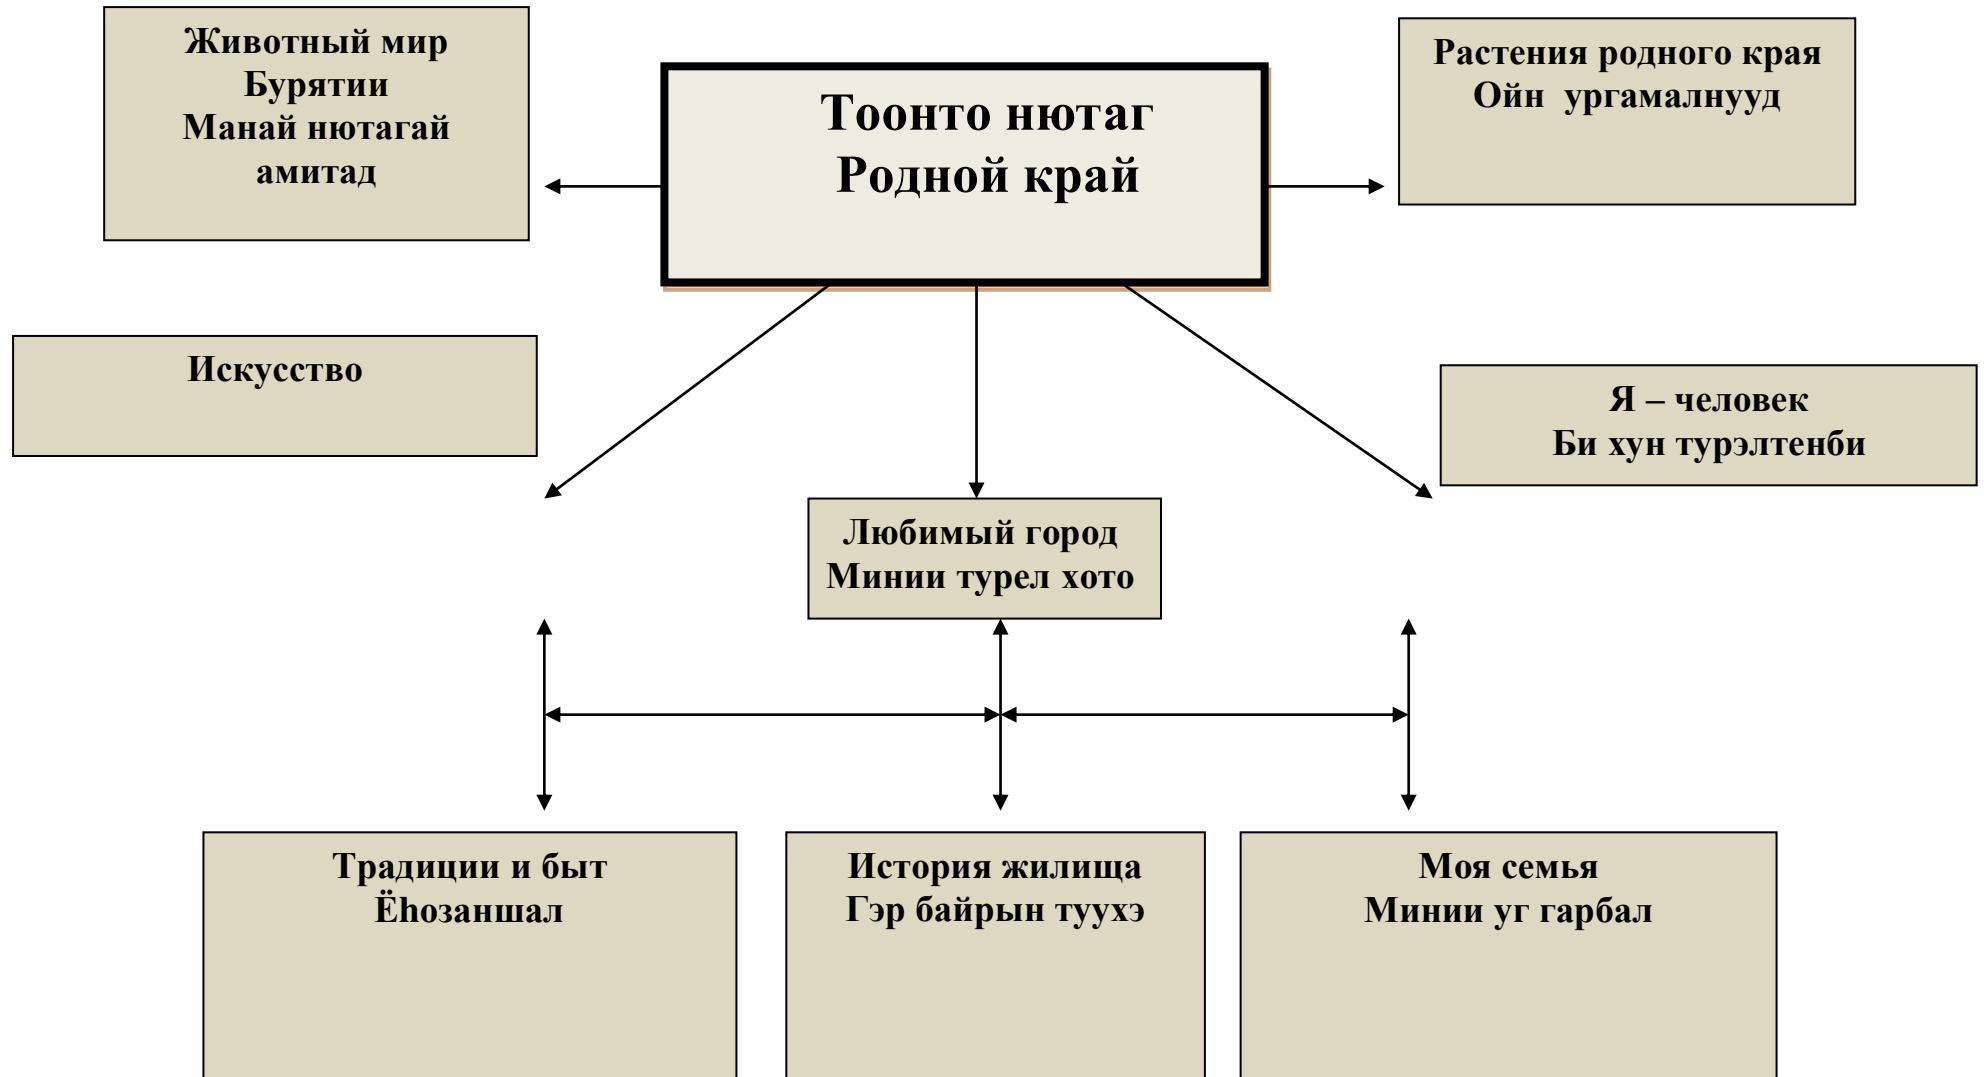 Животный мир
Бурятии
Манай нютагай
амитад
Тоонто нютаг
Родной край
Растения родного края
Ойн  ургамалнууд
Искусство
Я – человек
Би хун турэлтенби
Любимый город
Минии турел хото
Традиции и быт
Ёhозаншал
История жилища
Гэр байрын туухэ
Моя семья
Минии уг гарбал